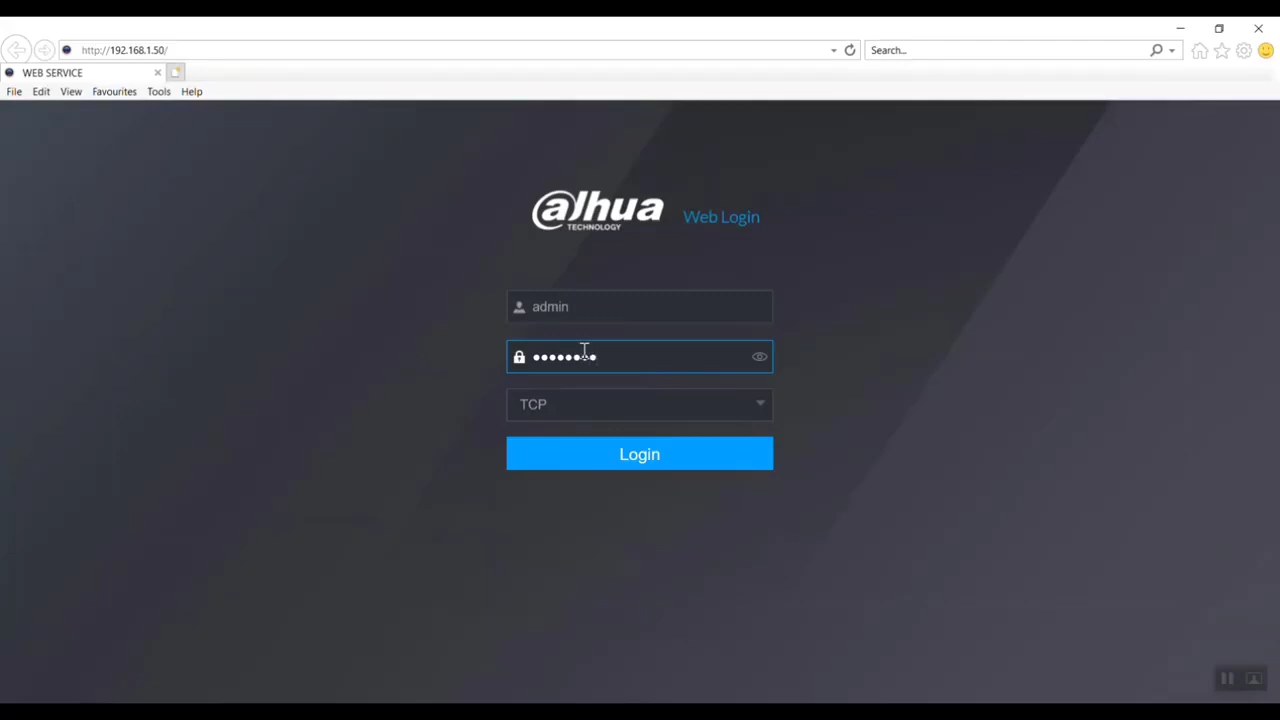 http://192.168.1.50/
Search...
WEB SERVICE
File Edit View Favourites Tools Help
alhua
TECHNOLOGY
Web Login
admin
••••••••
TCP
Login